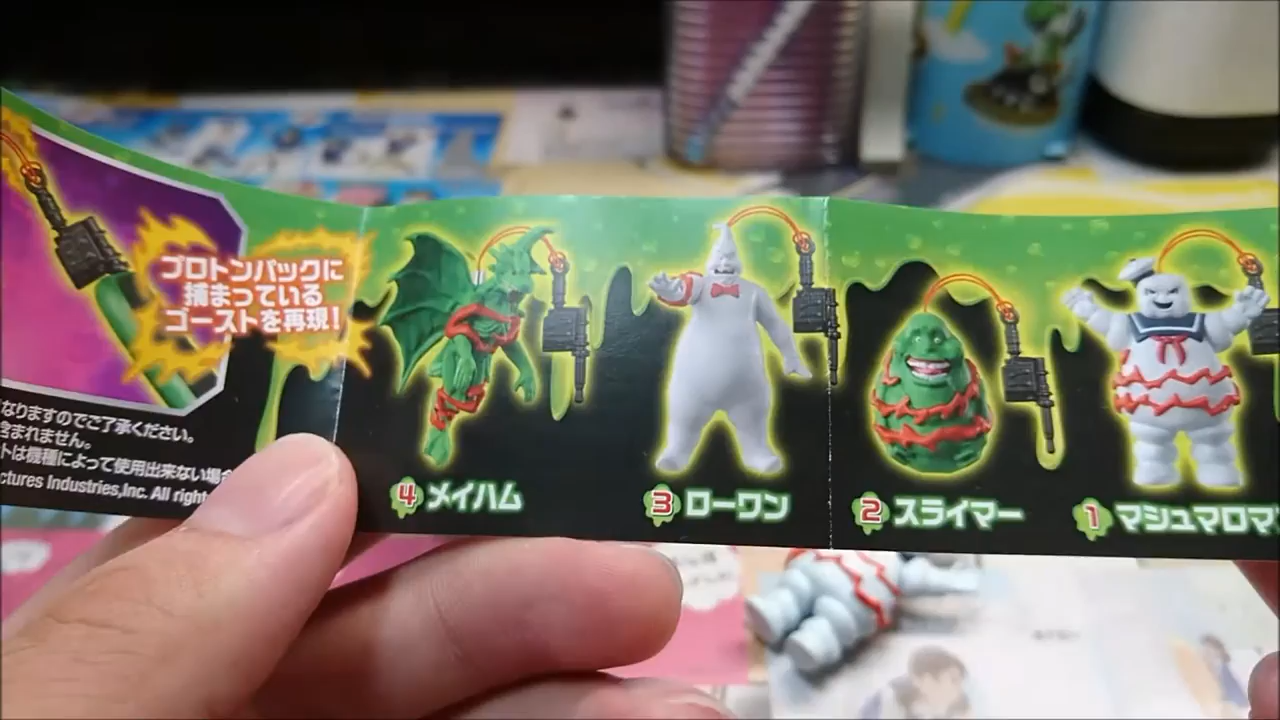 プロトンパックに
捕まっている
ゴーストを再現!
なりますのでご了承ください。
含まれません。
トは機種によって使用出来ない場合
ctures Industries,Inc. All right
4 メイハム
3 ローワン
2 スライマー
1 マシュマロマ